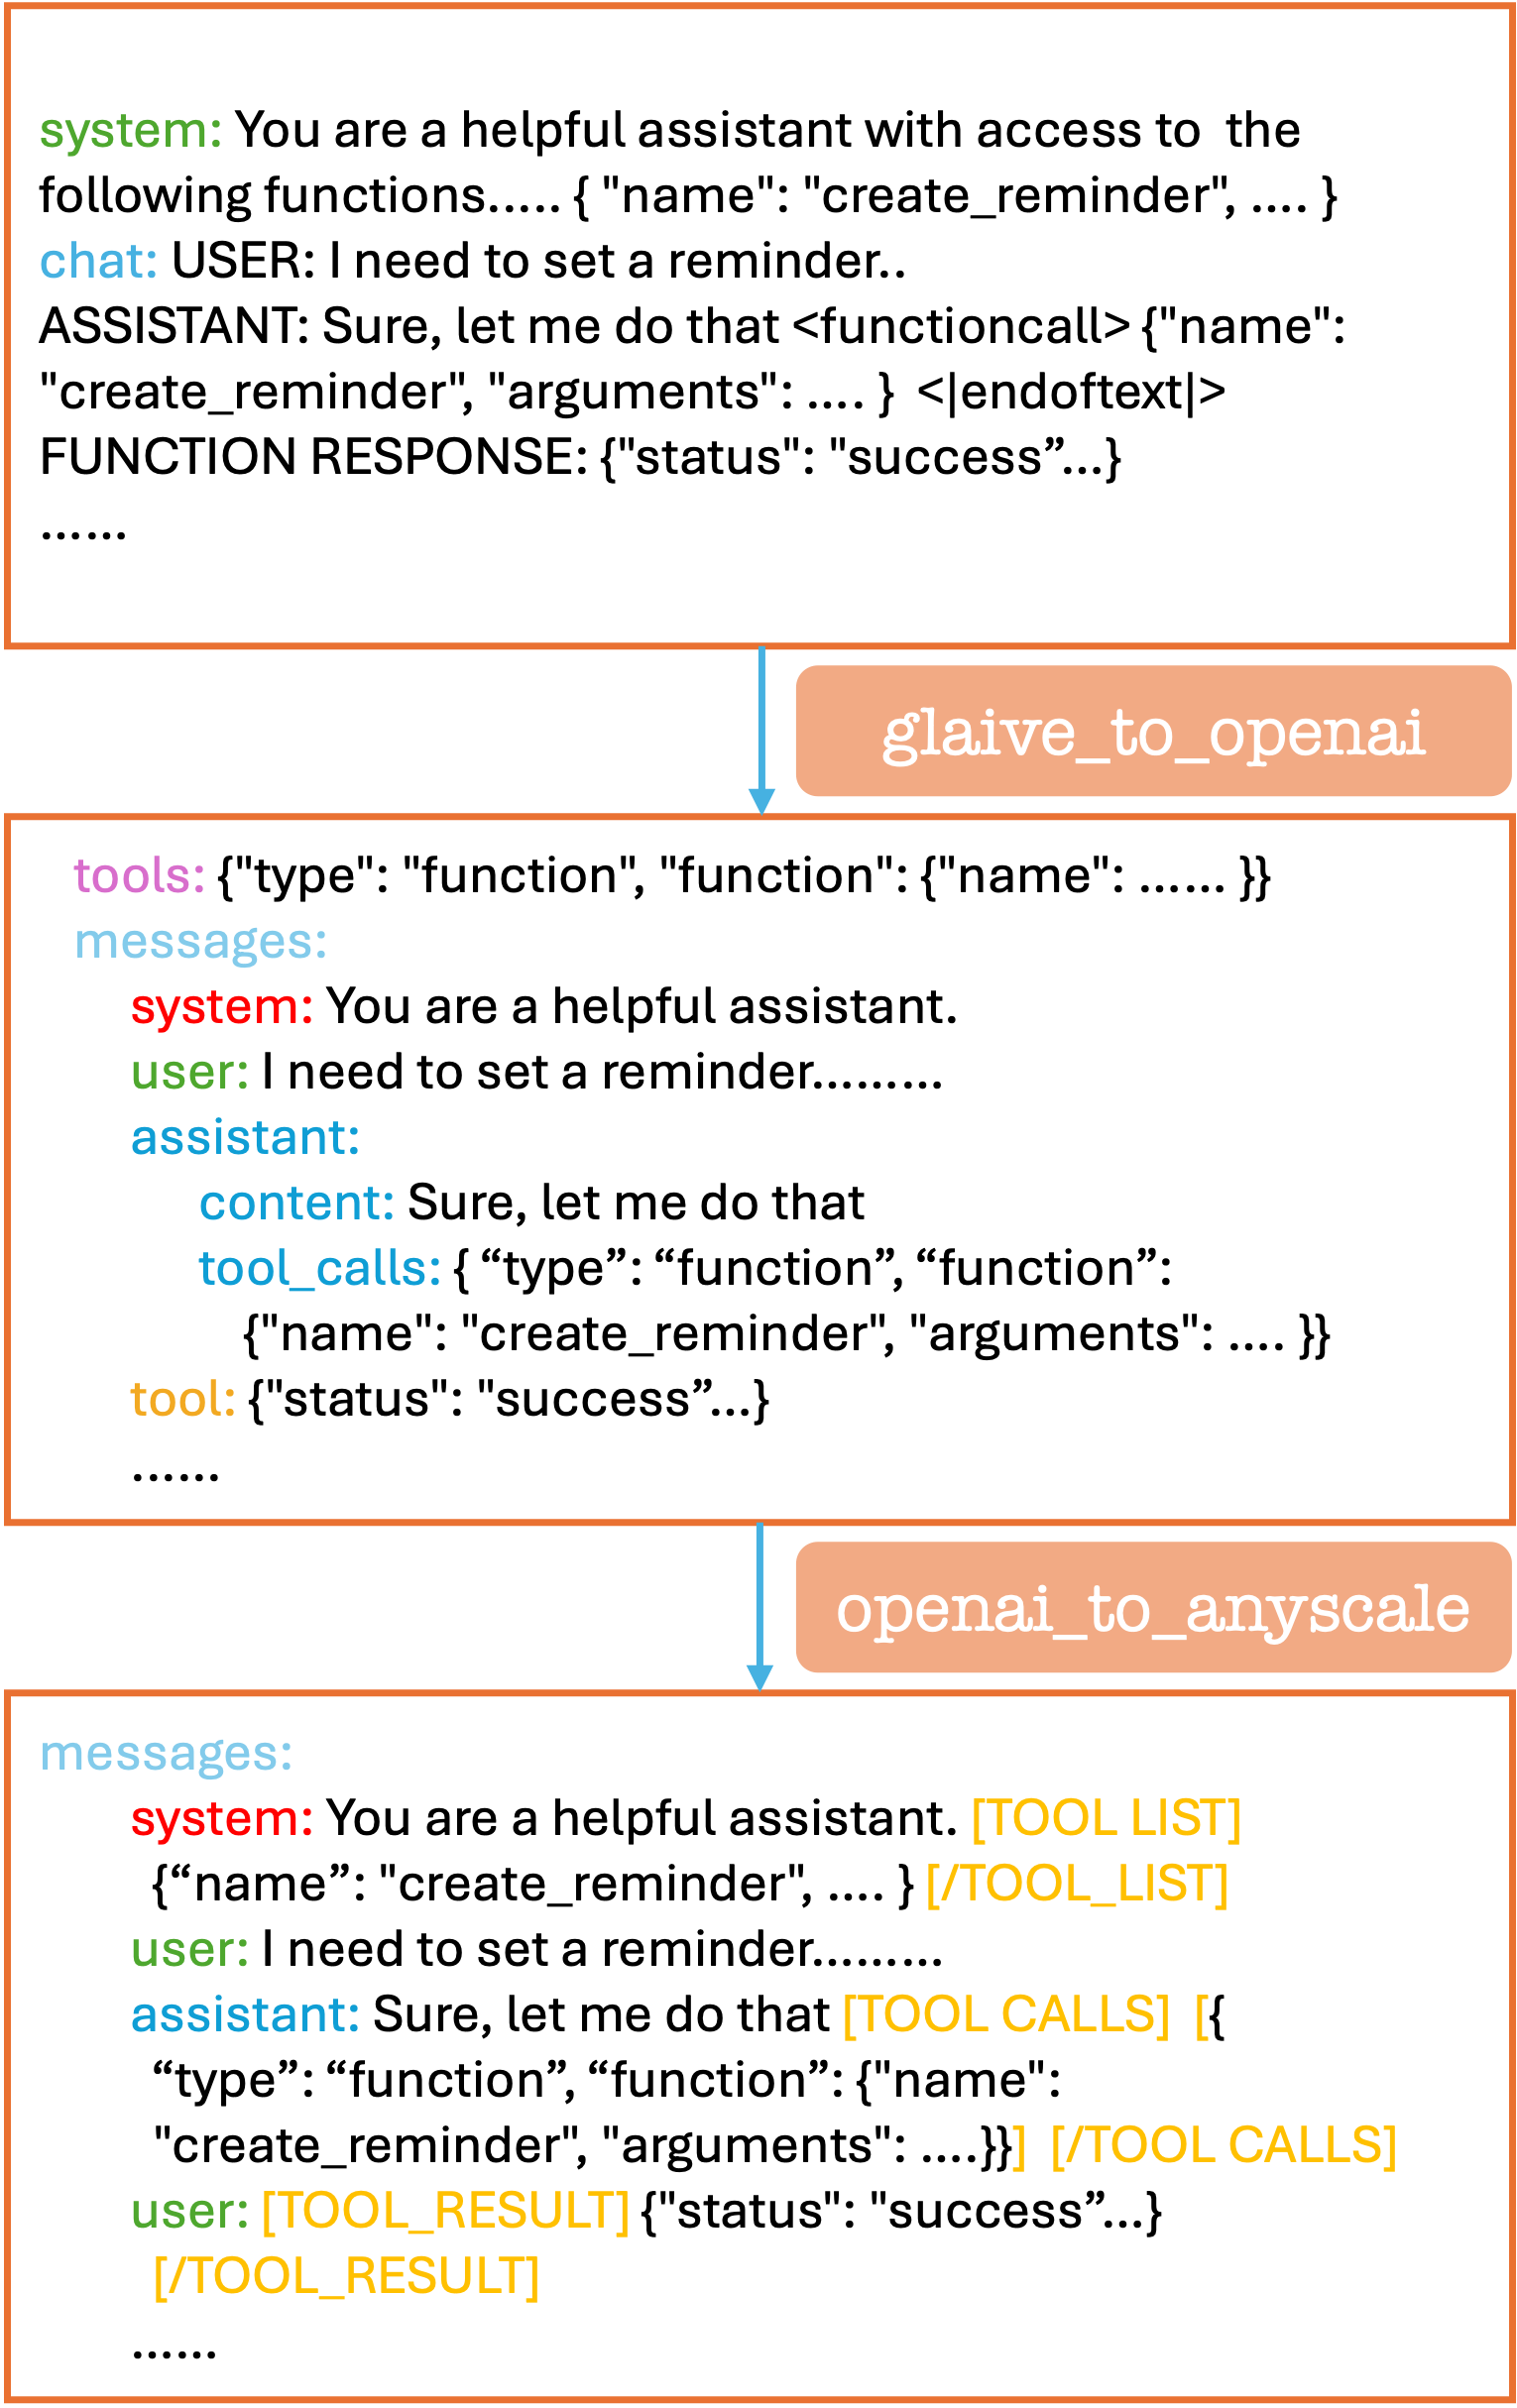 system: You are a helpful assistant with access to  the
following functions..... { "name": "create_reminder", .... }
chat: USER: I need to set a reminder..
ASSISTANT: Sure, let me do that <functioncall> {"name":
"create_reminder", "arguments": .... }  <|endoftext|>
FUNCTION RESPONSE: {"status": "success”...}
......
glaive_to_openai
tools: {"type": "function", "function": {"name": ...... }}
messages:
system: You are a helpful assistant.
user: I need to set a reminder.........
assistant:
content: Sure, let me do that
tool_calls: { “type”: “function”, “function”:
{"name": "create_reminder", "arguments": .... }}
tool: {"status": "success”...}
......
openai_to_anyscale
messages:
system: You are a helpful assistant. [TOOL LIST]
{“name”: "create_reminder", .... } [/TOOL_LIST]
user: I need to set a reminder.........
assistant: Sure, let me do that [TOOL CALLS]  [{
“type”: “function”, “function”: {"name":
"create_reminder", "arguments": ....}}]  [/TOOL CALLS]
user: [TOOL_RESULT] {"status": "success”...}
[/TOOL_RESULT]
......